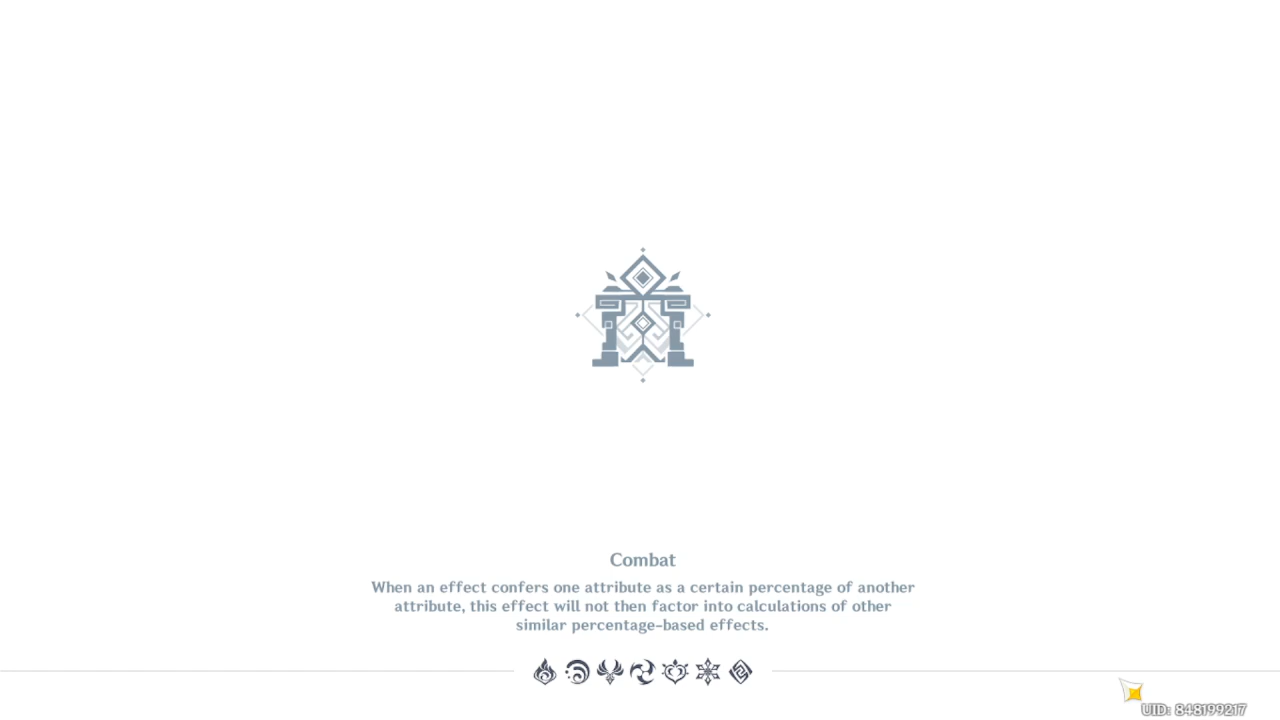 Combat
When an effect confers one attribute as a certain percentage of another
attribute, this effect will not then factor into calculations of other
similar percentage-based effects.
UID: 848199217